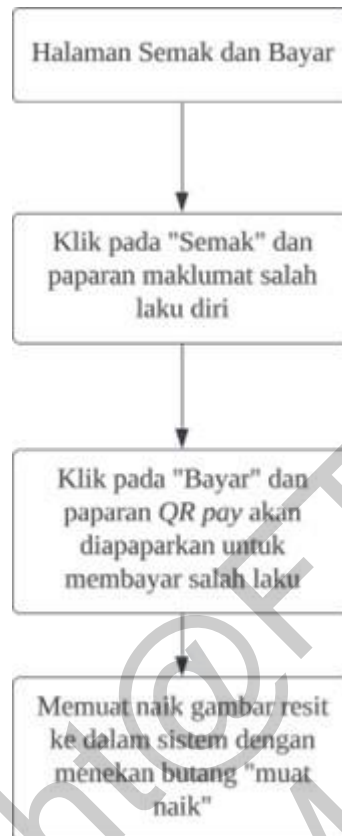 Halaman Semak dan Bayar
Klik pada "Semak" dan
paparan maklumat salah
laku diri
Klik pada "Bayar" dan
paparan QR pay akan
diapaparkan untuk
membayar salah laku
Memuat naik gambar resit
ke dalam sistem dengan
menekan butang "muat
naik"